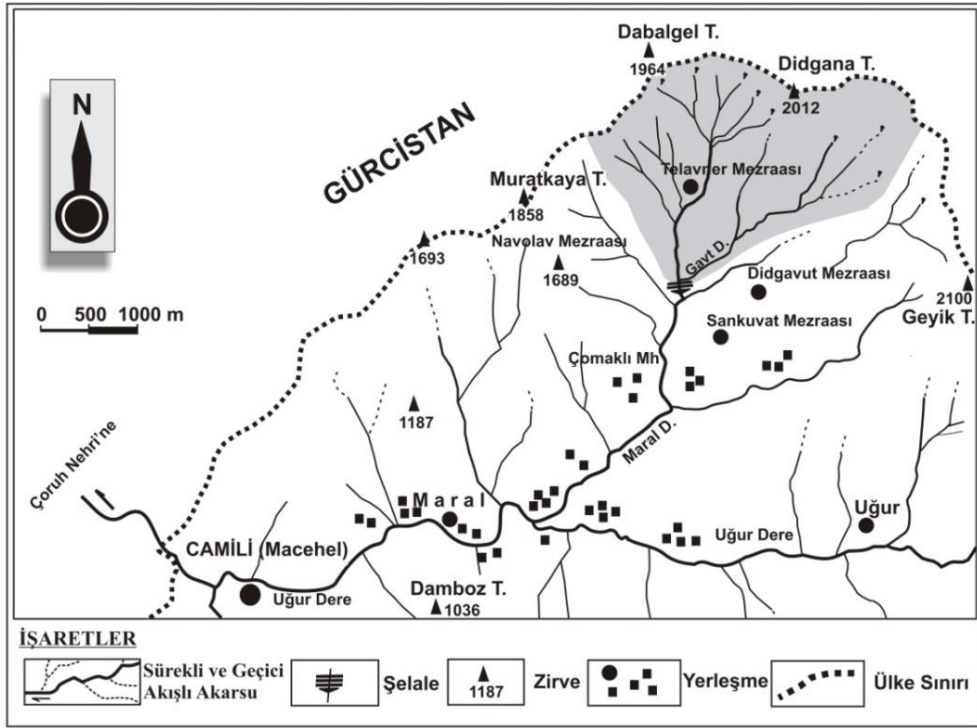 Dabalgel T.
1964
Didgana T.
2012
N
GÜRCİSTAN
Telavner Mezraası
Muratkaya T.
1858
Navolav Mezraası
1693
1689
Gavt D.
Didgavut Mezraası
2100
Geyik T.
0 500 1000 m
Sankuvat Mezraası
Çomaklı Mh
1187
Maral D.
Çoruh Nehri'ne
Maral
Uğur
CAMİLİ (Macehel)
Uğur Dere
Uğur Dere
Damboz T.
1036
İŞARETLER
Sürekli ve Geçici
Akışlı Akarsu
Şelale
1187
Zirve
Yerleşme
Ülke Sınırı